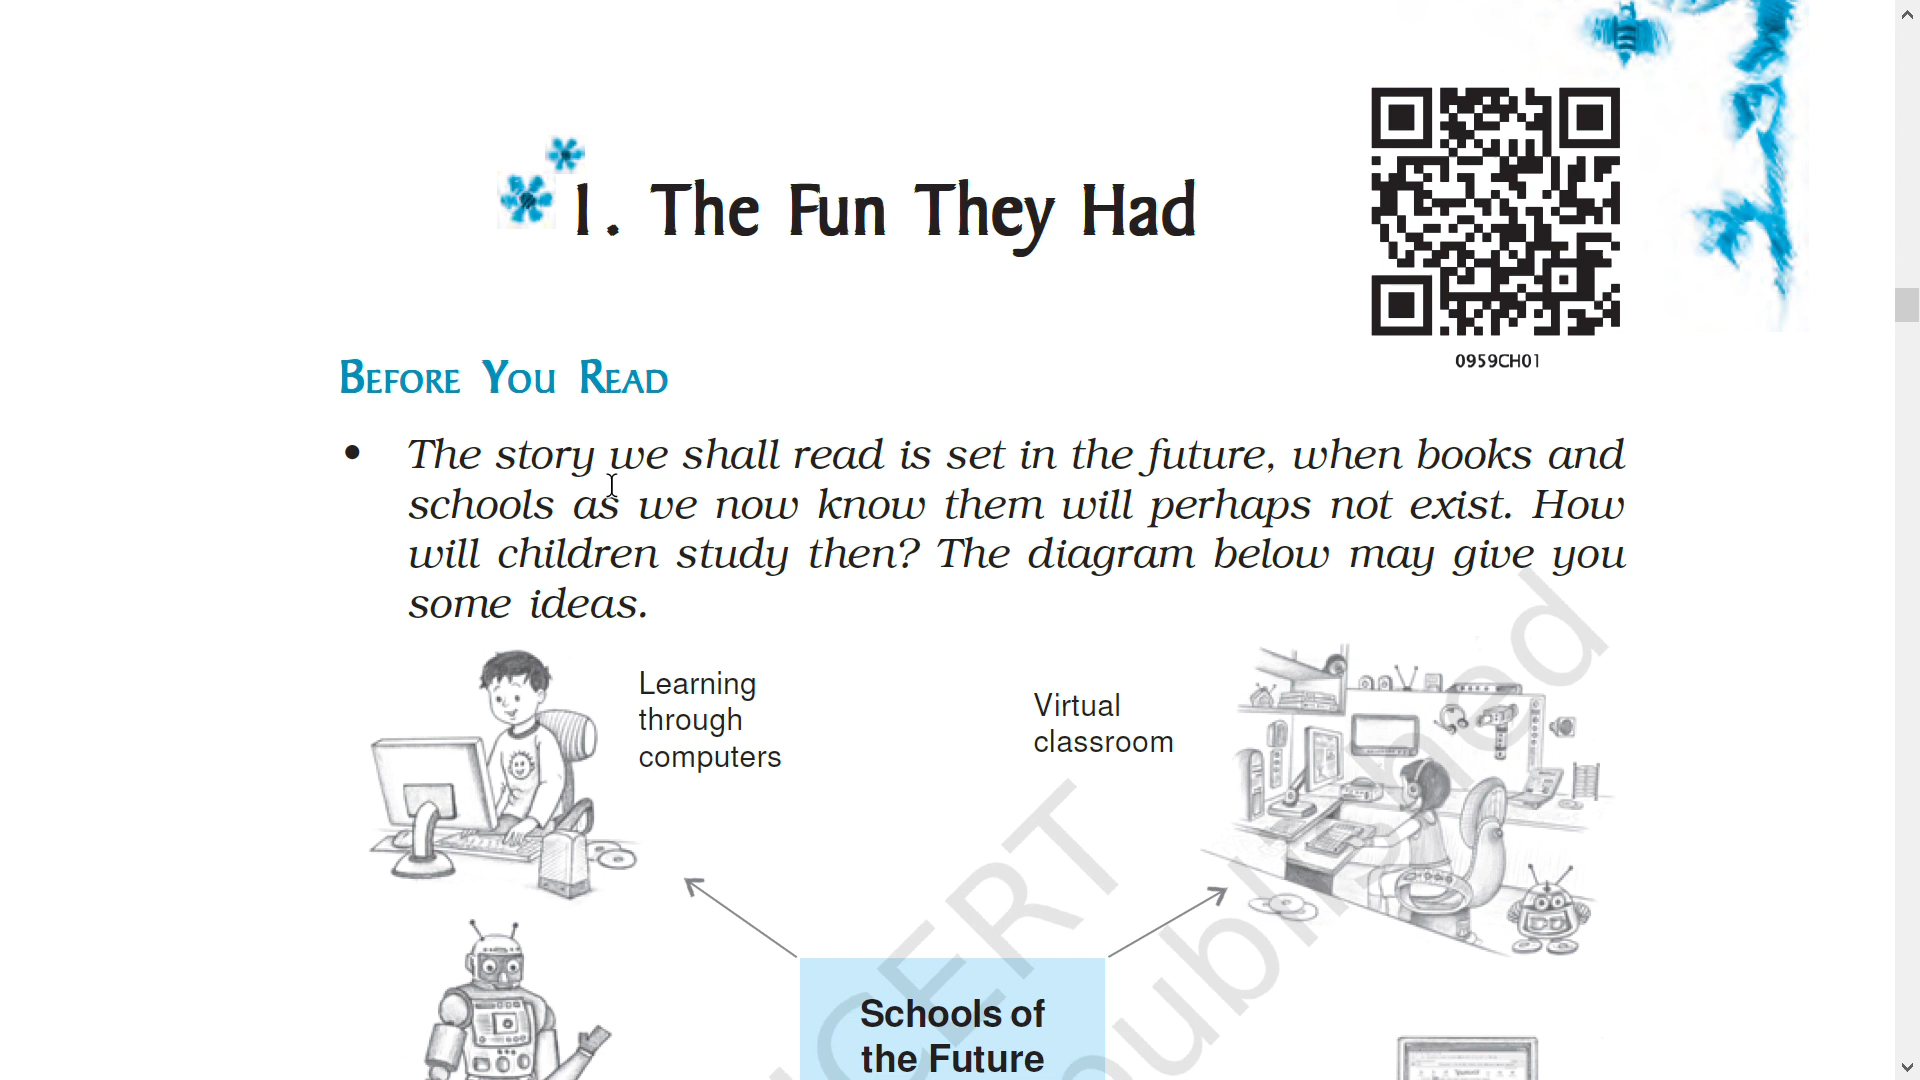 1. The Fun They Had
0959CH01
BEFORE YOU READ
• The story we shall read is set in the future, when books and
schools as we now know them will perhaps not exist. How
will children study then? The diagram below may give you
some ideas.
Learning
through
computers
Virtual
classroom
Schools of
the Future